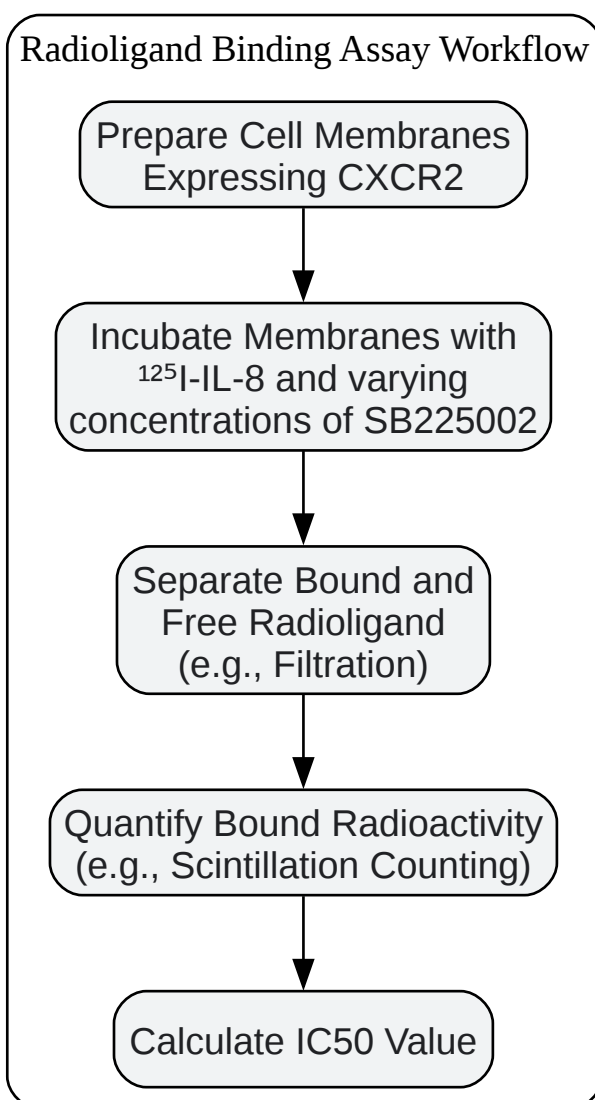 Radioligand Binding Assay Workflow
Prepare Cell Membranes
Expressing CXCR2
Incubate Membranes with
¹²⁵I-IL-8 and varying
concentrations of SB225002
Separate Bound and
Free Radioligand
(e.g., Filtration)
Quantify Bound Radioactivity
(e.g., Scintillation Counting)
Calculate IC50 Value